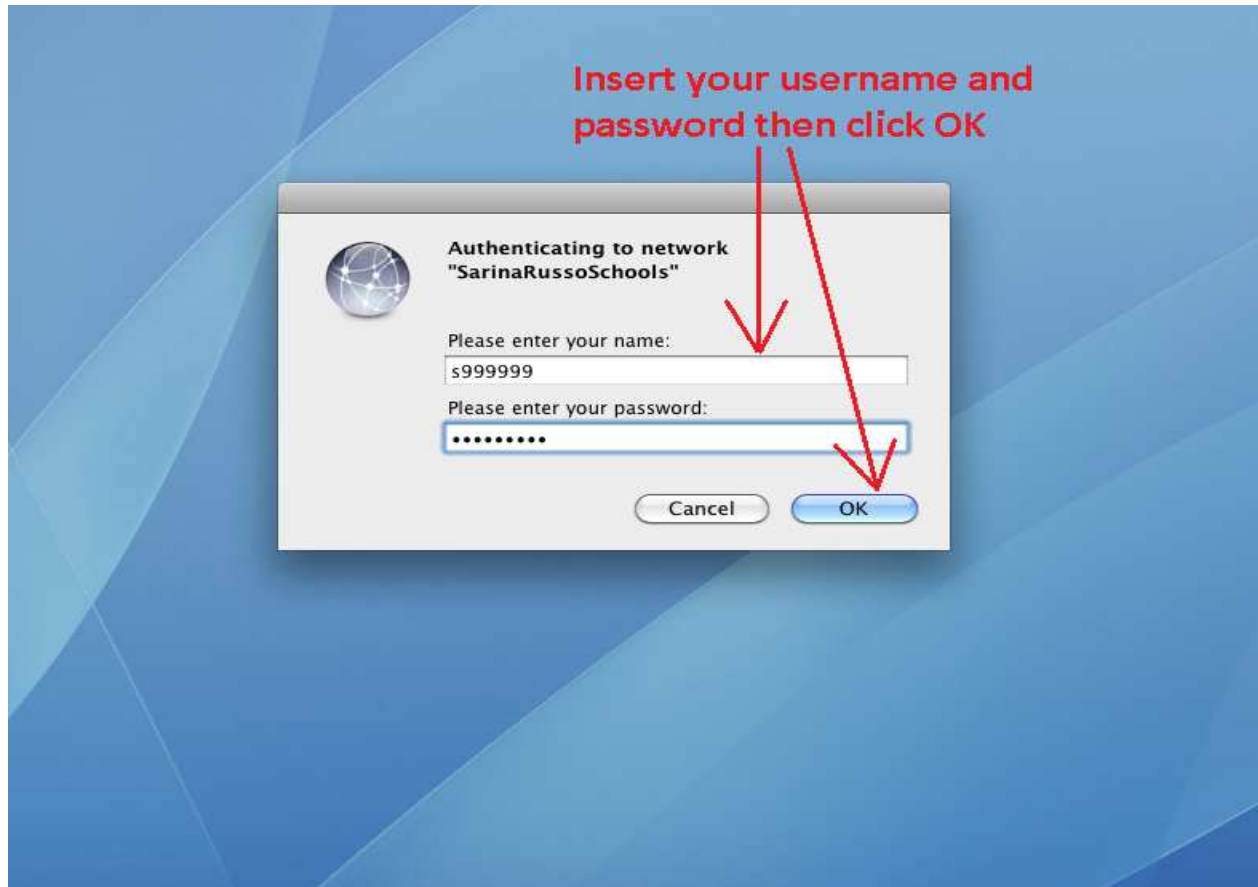 Insert your username and
password then click OK
Authenticating to network
"SarinaRussoSchools"
Please enter your name:
s999999
Please enter your password:
•••••••••
Cancel OK